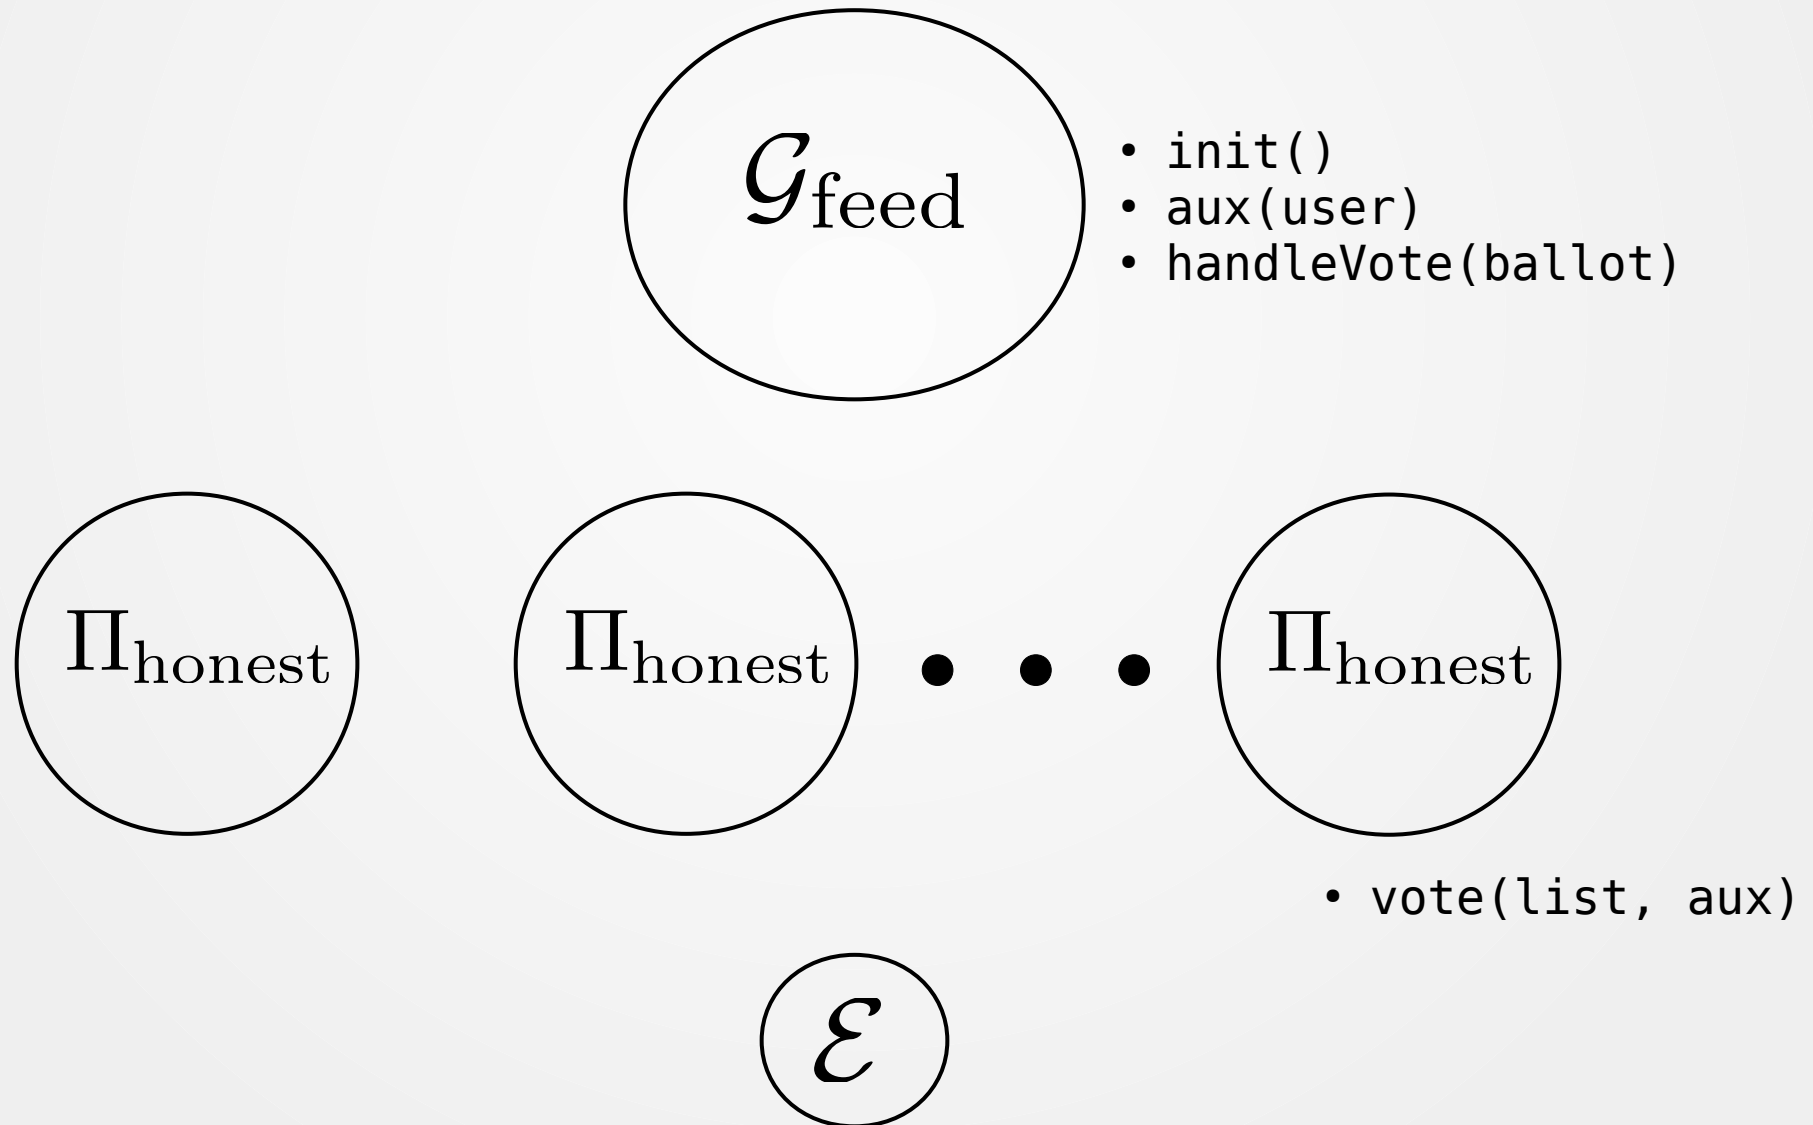 𝒢feed
• init()
• aux(user)
• handleVote(ballot)
Πhonest Πhonest • • • Πhonest
• vote(list, aux)
ℰ